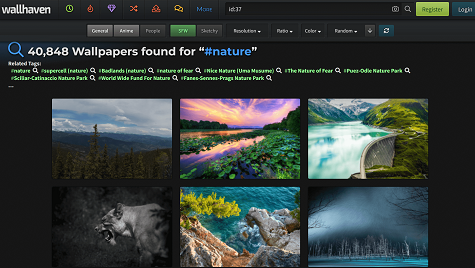 wallhaven More id:37 Register Login
General Anime People SFW Sketchy Resolution Ratio Color Random
40,848 Wallpapers found for “#nature”
Related Tags:
#nature #supercell (nature) #Badlands (nature) #nature of fear #Nice Nature (Uma Musume) #The Nature of Fear #Puez-Odle Nature Park
#Sciliar-Catinaccio Nature Park #World Wide Fund For Nature #Fanes-Sennes-Prags Nature Park
...